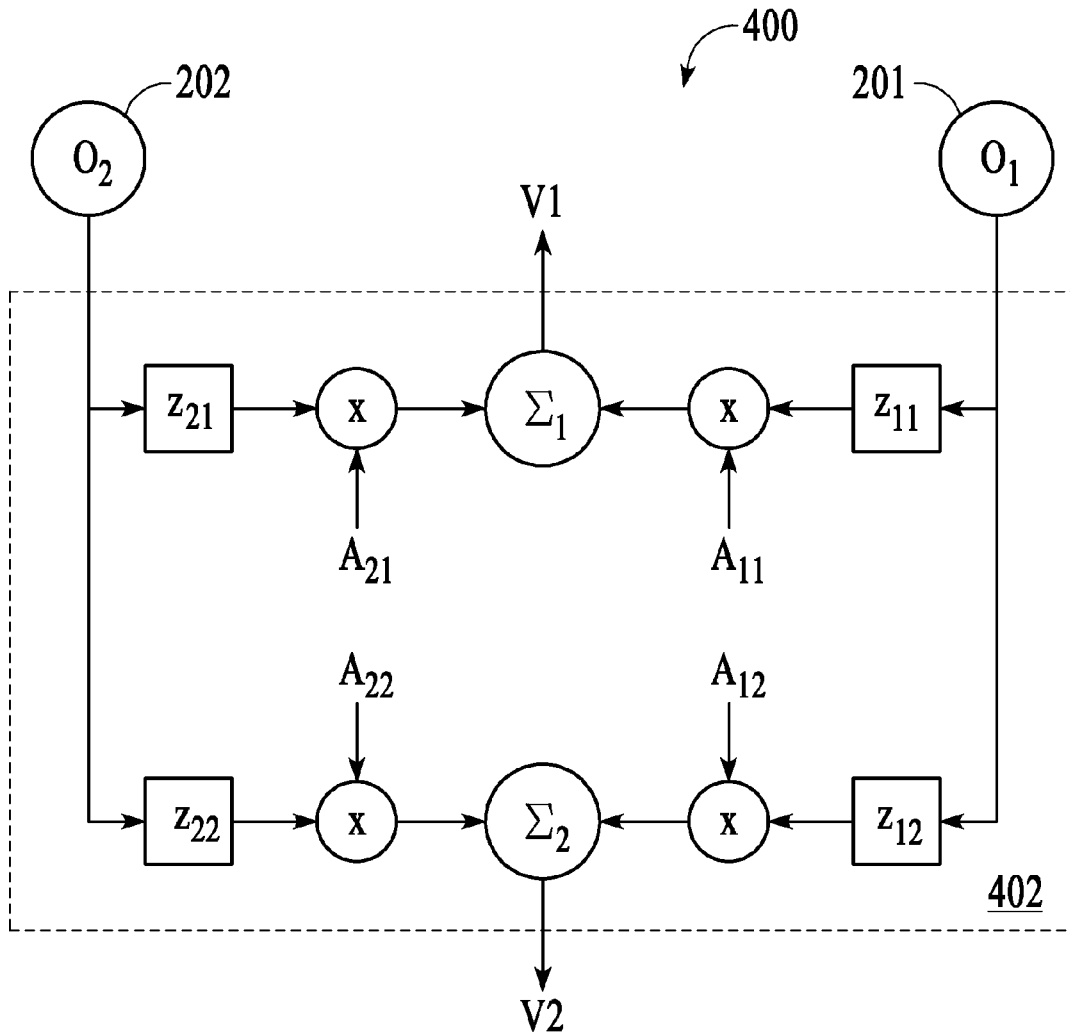 400
202
201
O₂
O₁
V1
z₂₁
x
Σ₁
x
z₁₁
A₂₁
A₁₁
A₂₂
A₁₂
z₂₂
x
Σ₂
x
z₁₂
402
V2